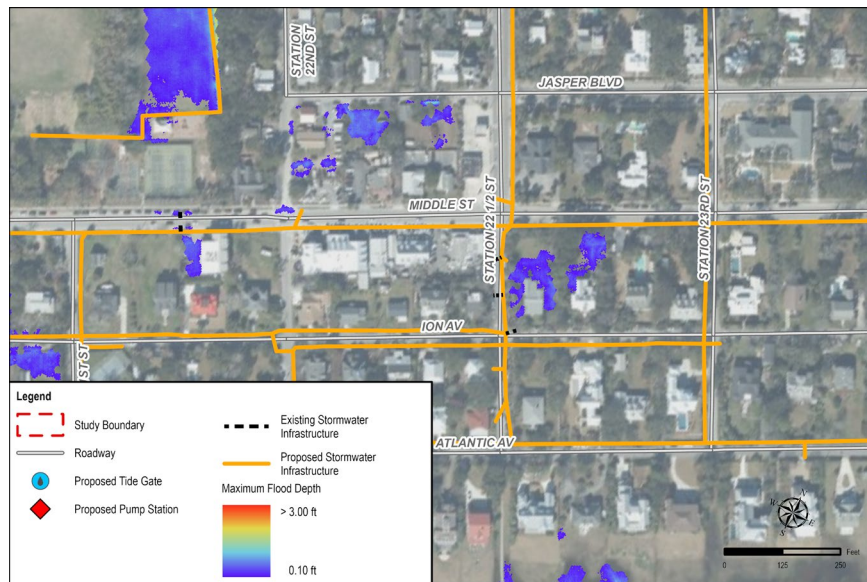 STATION
22ND ST
JASPER BLVD
MIDDLE ST
STATION 22 1/2 ST
STATION 23RD ST
ION AV
ST ST
ATLANTIC AV
Legend
Study Boundary
Roadway
Proposed Tide Gate
Proposed Pump Station
Existing Stormwater
Infrastructure
Proposed Stormwater
Infrastructure
Maximum Flood Depth
> 3.00 ft
0.10 ft
N
W
E
S
Feet
0
125
250